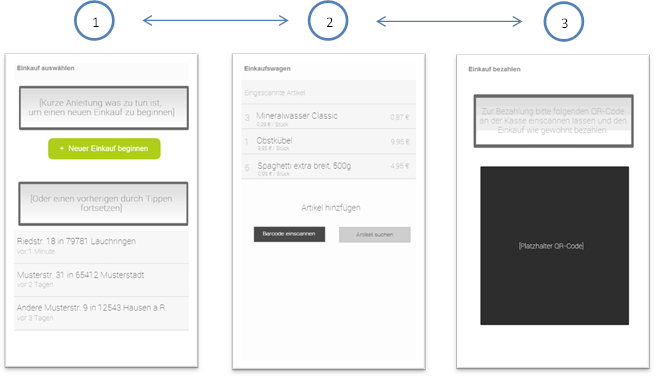 1
2
3
Einkauf auswählen
[Kurze Anleitung was zu tun ist,
um einen neuen Einkauf zu beginnen]
+ Neuer Einkauf beginnen
[Oder einen vorherigen durch Tippen
fortsetzen]
Riedstr. 18 in 79781 Lauchringen
vor 1 Minute
Musterstr. 31 in 65412 Musterstadt
vor 2 Tagen
Andere Musterstr. 9 in 12543 Hausen a.R.
vor 3 Tagen
Einkaufswagen
Eingescannte Artikel
3 Mineralwasser Classic 0,87 €
0,29 € / Stück
1 Obstkübel 9,95 €
9,95 € / Stück
5 Spaghetti extra breit, 500g 4,95 €
/ Stück
Artikel hinzfügen
Barcode einscannen
Artikel suchen
Einkauf bezahlen
Zur Bezahlung bitte folgenden QR-Code
an der Kasse einscannen lassen und den
Einkauf wie gewohnt bezahlen
[Platzhalter QR-Code]